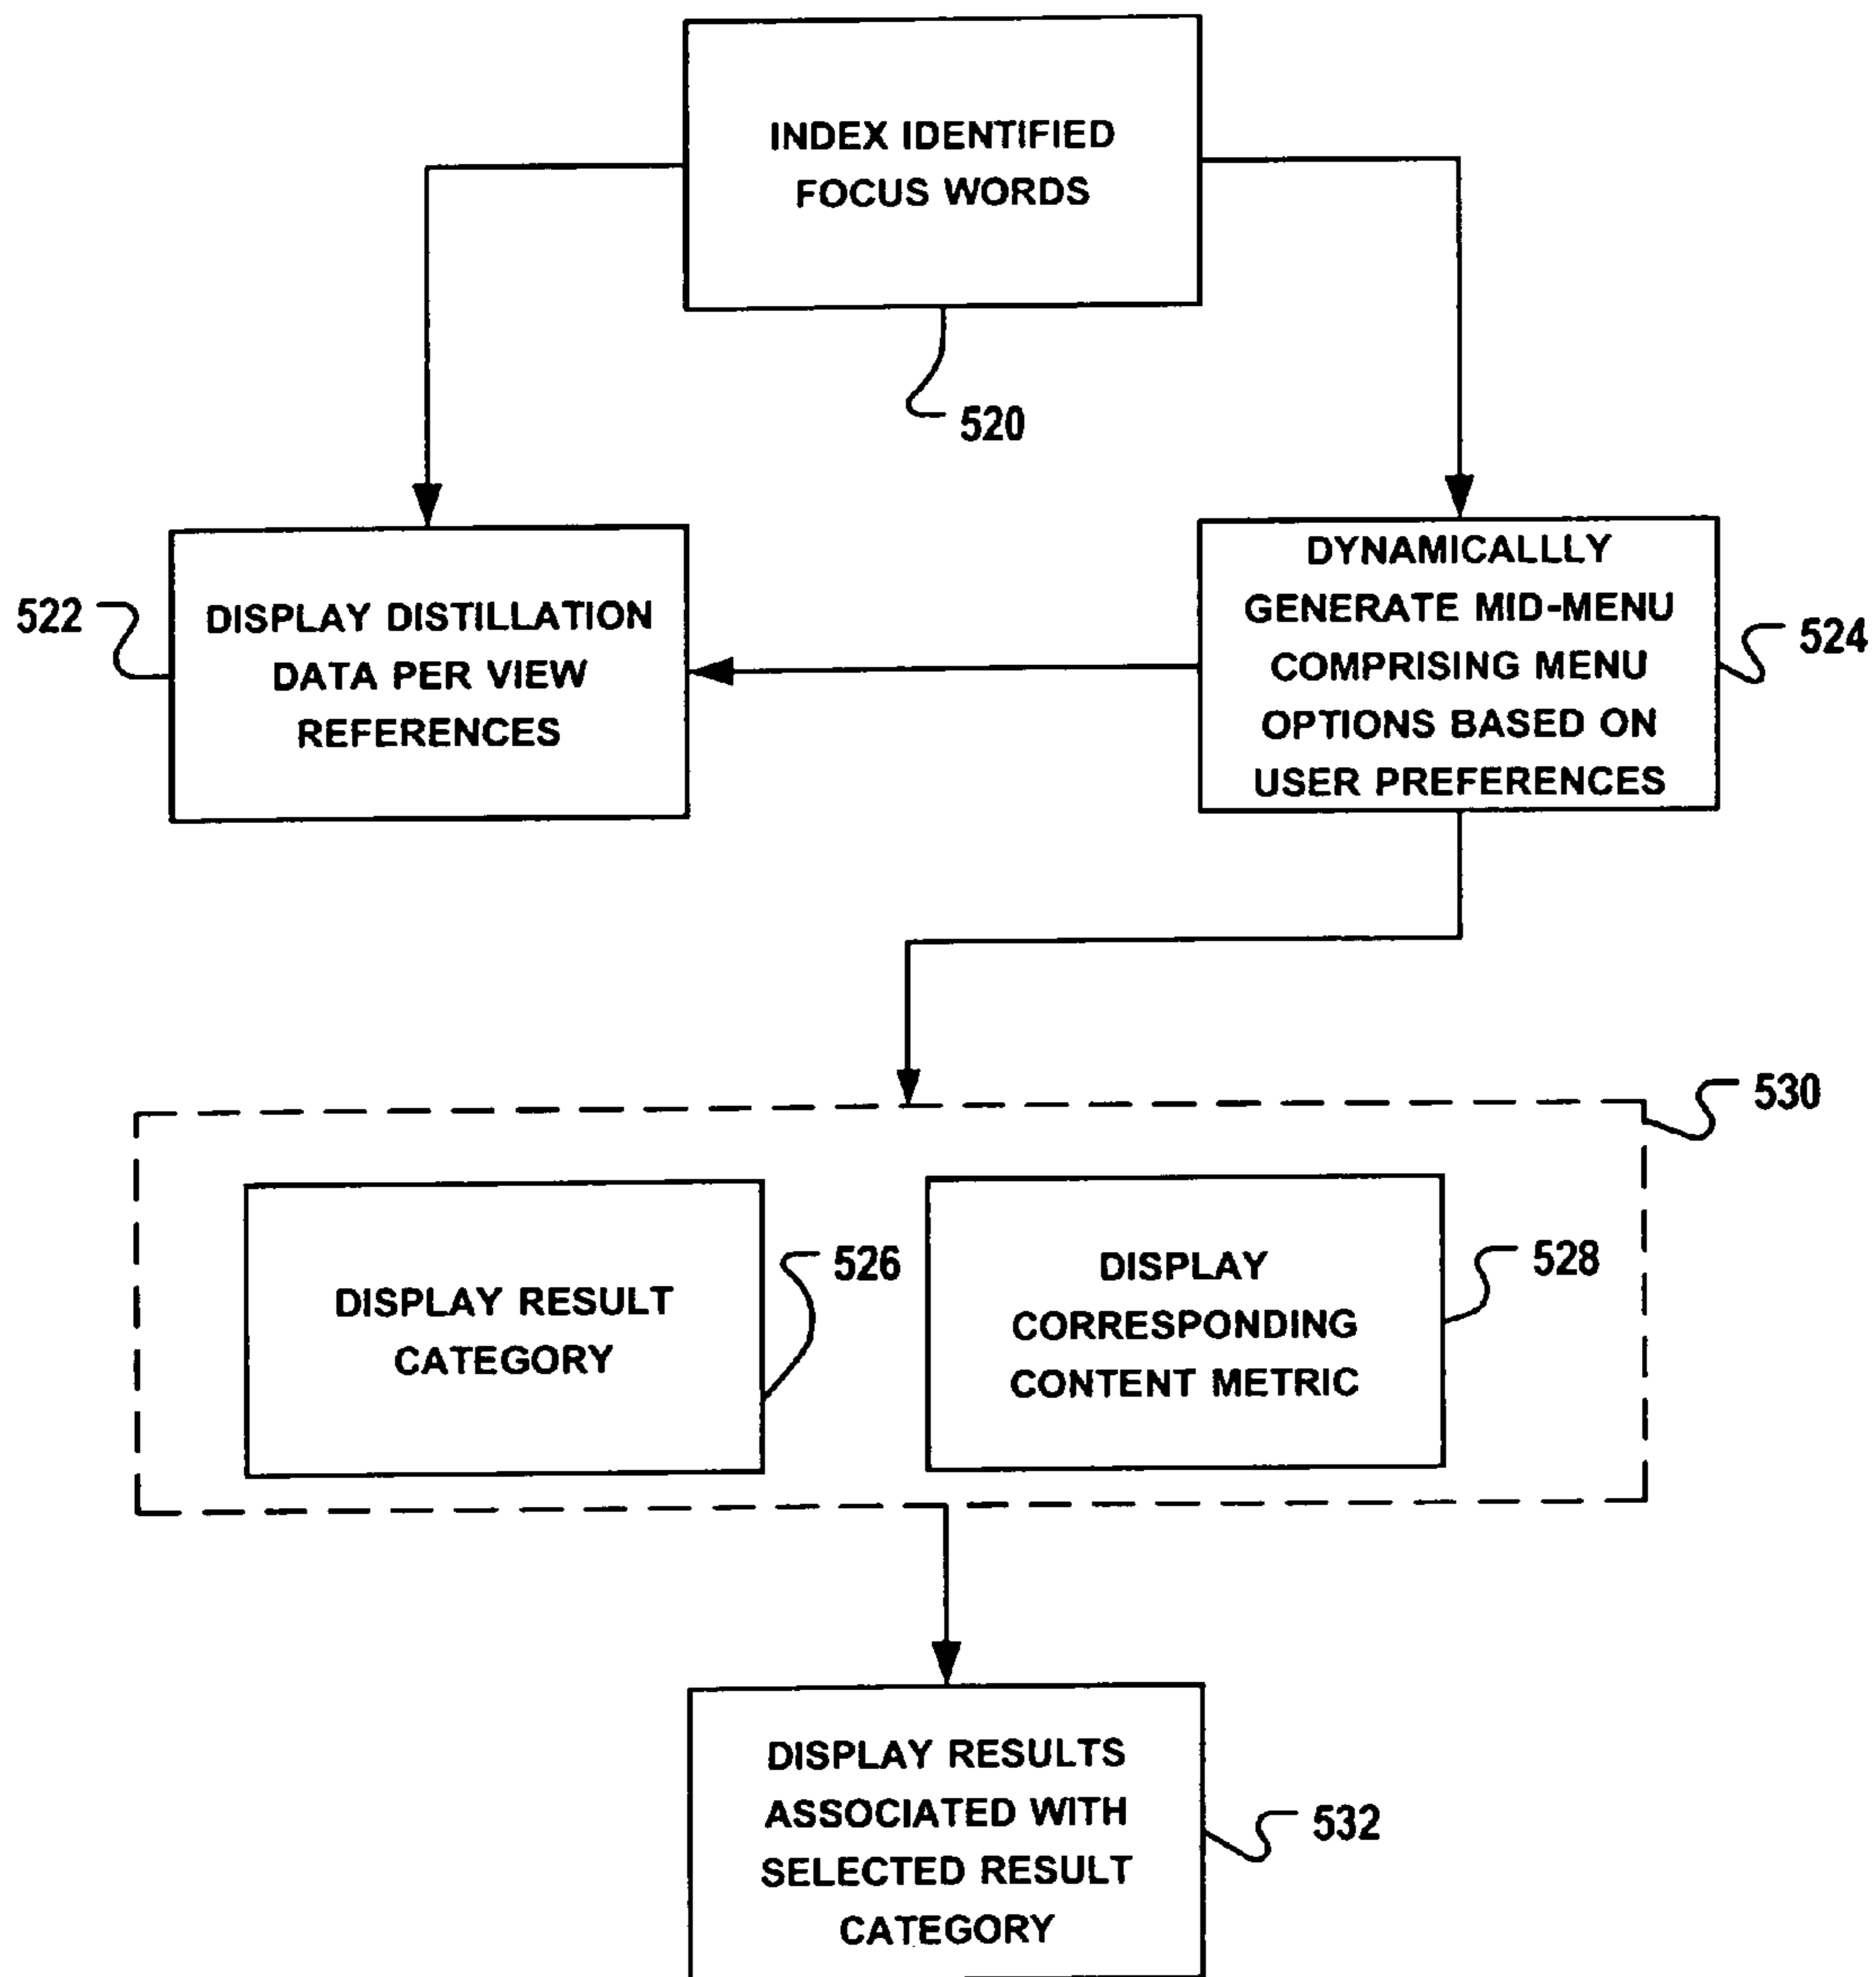 INDEX IDENTIFIED
FOCUS WORDS
520
522
DISPLAY DISTILLATION
DATA PER VIEW
REFERENCES
DYNAMICALLLY
GENERATE MID-MENU
COMPRISING MENU
OPTIONS BASED ON
USER PREFERENCES
524
530
DISPLAY RESULT
CATEGORY
526
DISPLAY
CORRESPONDING
CONTENT METRIC
528
DISPLAY RESULTS
ASSOCIATED WITH
SELECTED RESULT
CATEGORY
532